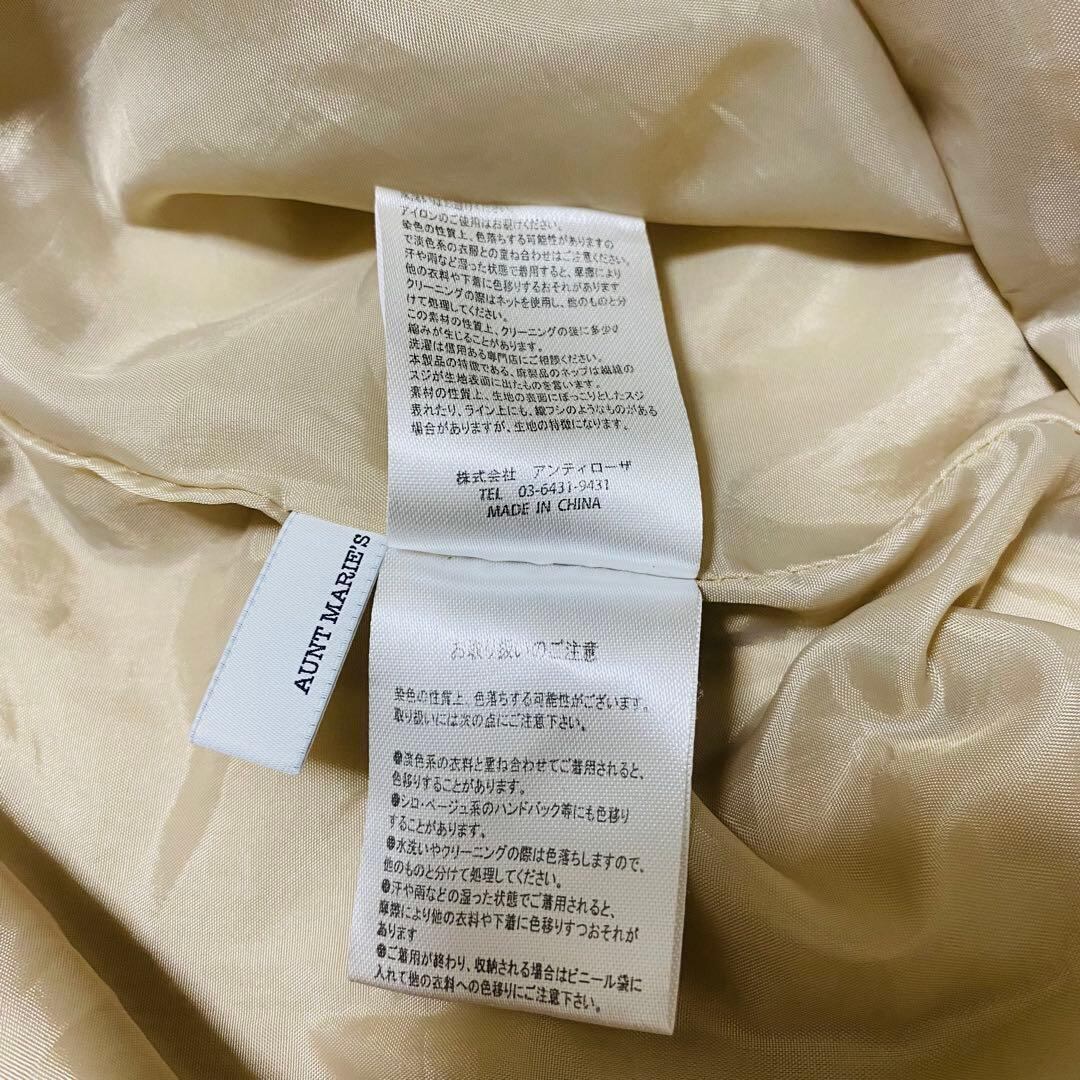 アイロンのご使用はお避けください。
染色の性質上、色落ちする可能性がありますの
で淡色系の衣服との重ね合わせはご注意ください。
汗や雨など湿った状態で着用すると、摩擦により
他の衣料や下着に色移りするおそれがあります
クリーニングの際はネットを使用し、他のものと分
けて処理してください。
この素材の性質上、クリーニングの後に多少の
縮みが生じることがあります。
洗濯は信用ある専門店にご相談ください。
本製品の特徴である、麻製品のネップは繊維の
スジが生地表面に出たものを言います。
素材の性質上、生地の表面にぽっこりとしたスジ
表れたり、ライン上にも、織フシのようなものがある
場合がありますが、生地の特徴になります。
株式会社 アンティローザ
TEL 03-6431-9431
MADE IN CHINA
AUNT MARIE'S
お取り扱いのご注意
染色の性質上、色落ちする可能性がございます。
取り扱いには次の点にご注意下さい。
●淡色系の衣料と重ね合わせてご着用されると、
色移りすることがあります。
●シロ・ベージュ系のハンドバック等にも色移り
することがあります。
●水洗いやクリーニングの際は色落ちしますので、
他のものと分けて処理してください。
●汗や雨などの湿った状態でご着用されると、
摩擦により他の衣料や下着に色移りすつおそれが
あります
●ご着用が終わり、収納される場合はビニール袋に
入れて他の衣料への色移りにご注意下さい。